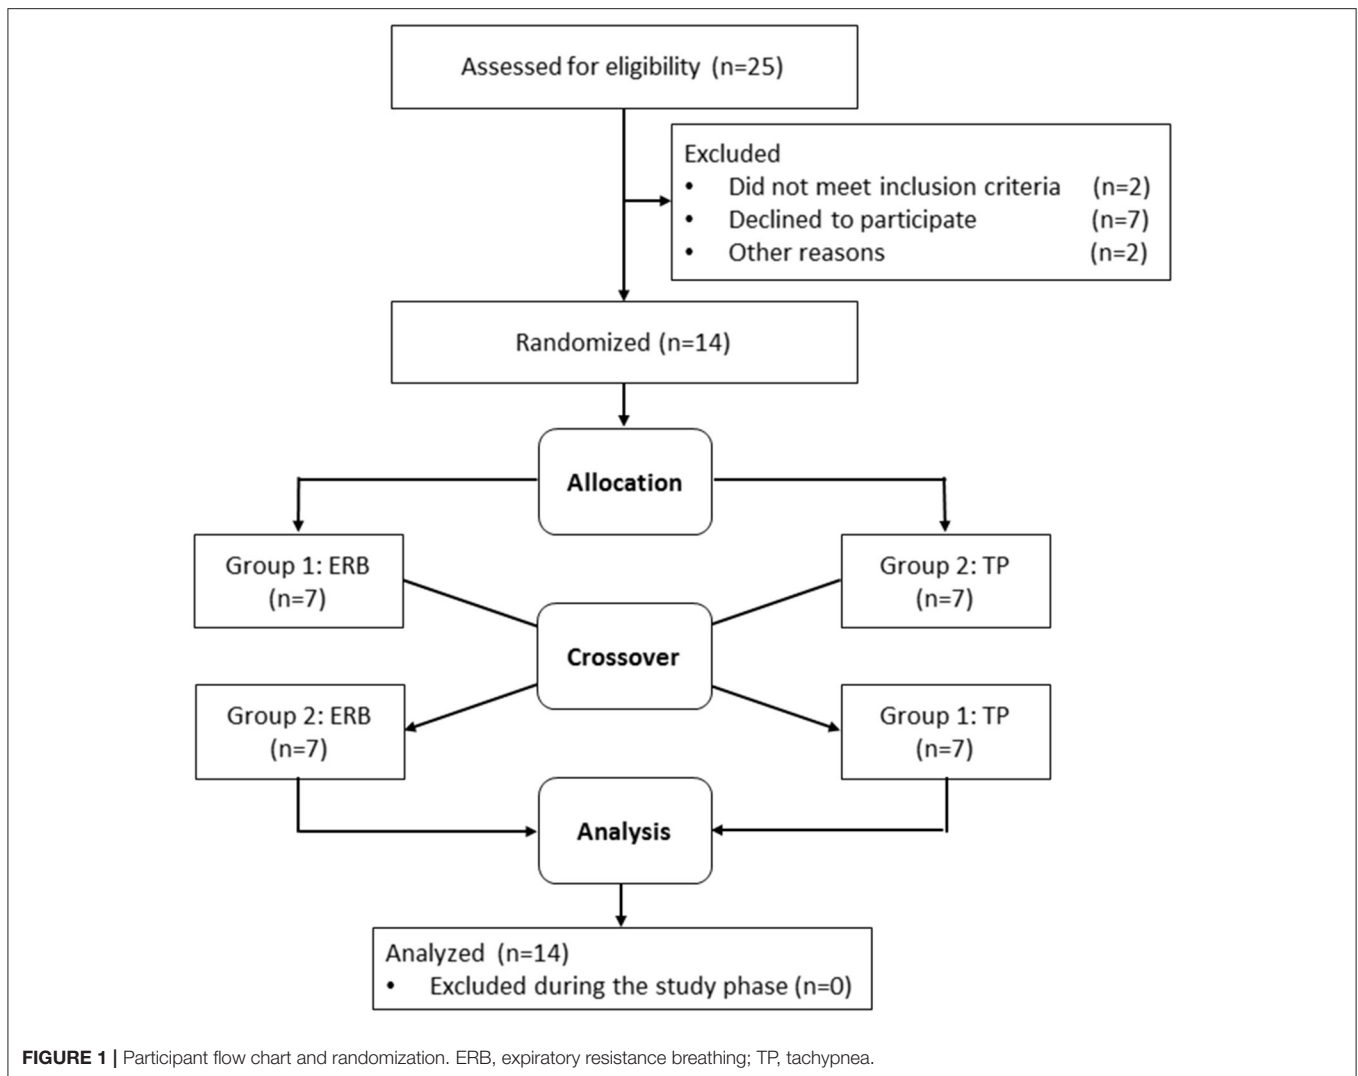 Assessed for eligibility (n=25)
Excluded
• Did not meet inclusion criteria (n=2)
• Declined to participate (n=7)
• Other reasons (n=2)
Randomized (n=14)
Allocation
Group 1: ERB
(n=7)
Group 2: TP
(n=7)
Crossover
Group 2: ERB
(n=7)
Group 1: TP
(n=7)
Analysis
Analyzed (n=14)
• Excluded during the study phase (n=0)
FIGURE 1 | Participant flow chart and randomization. ERB, expiratory resistance breathing; TP, tachypnea.